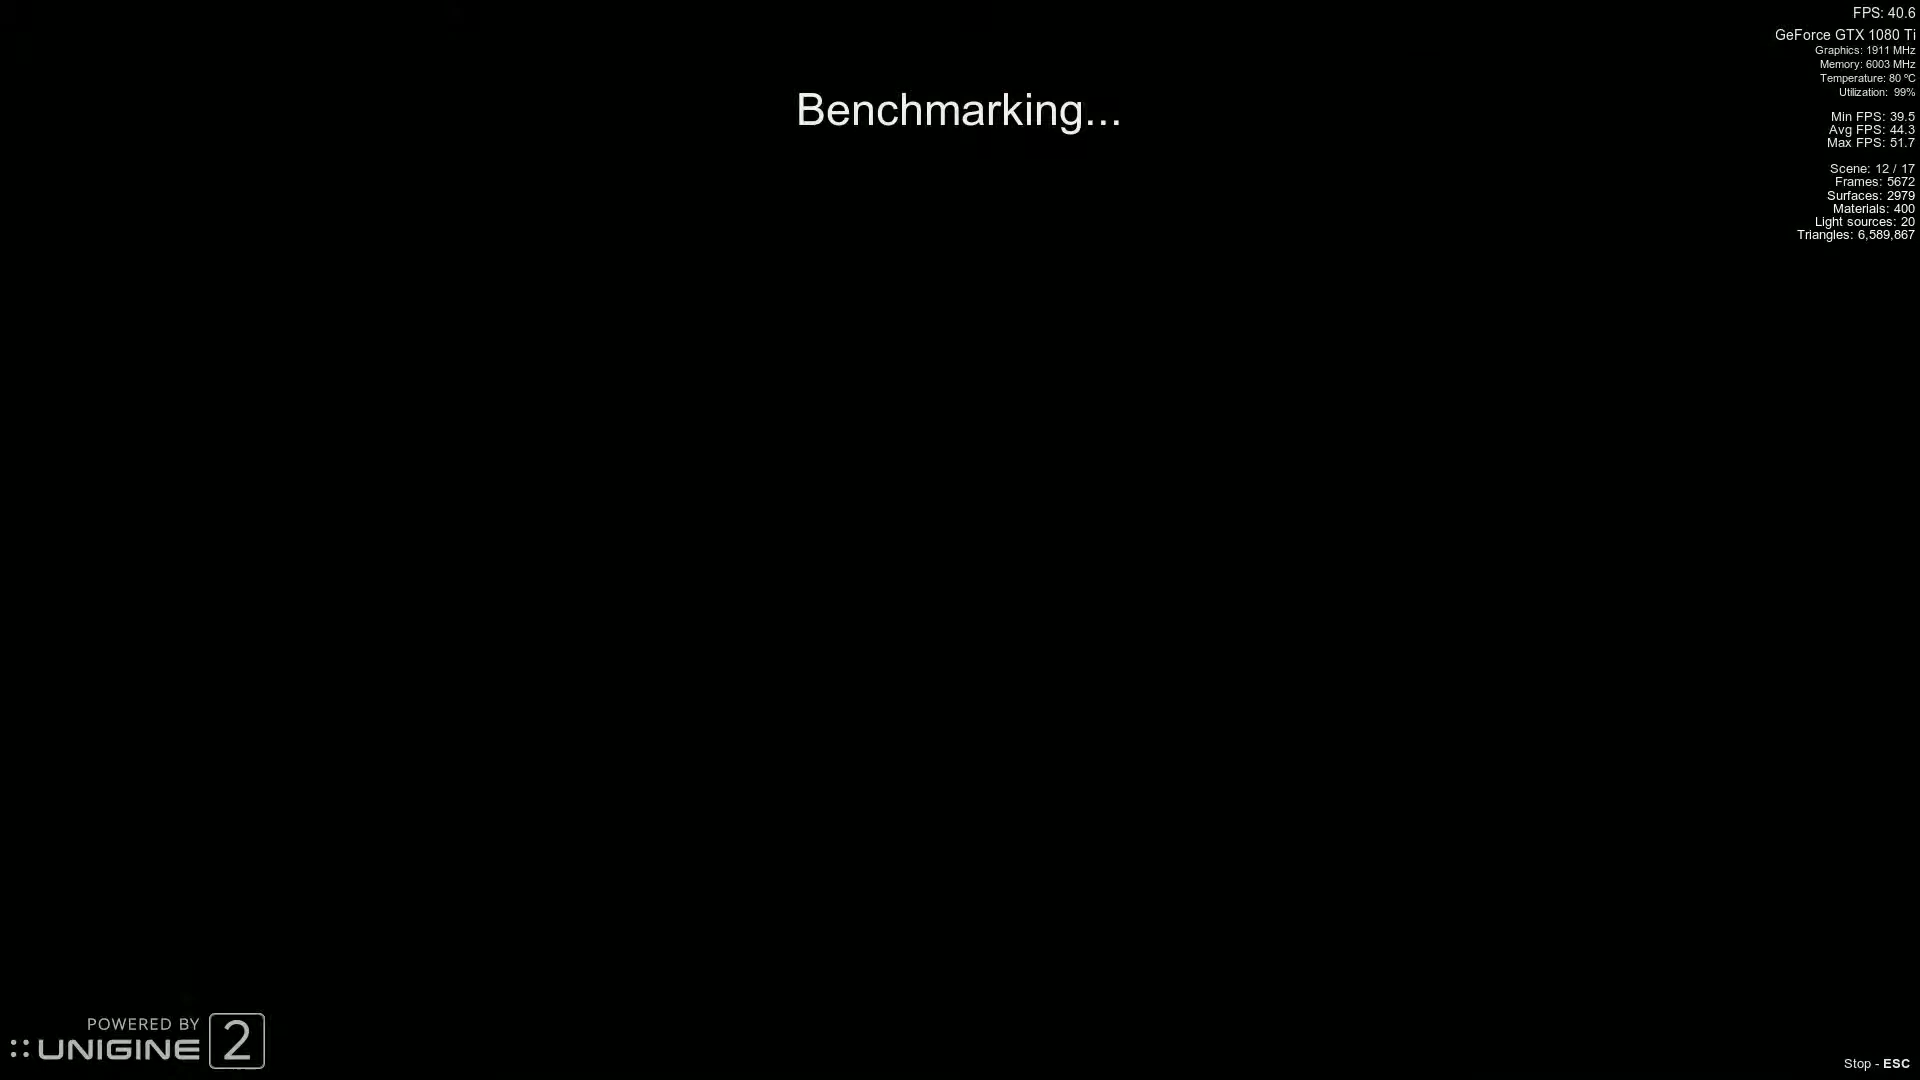 FPS: 40.6
GeForce GTX 1080 Ti
Graphics: 1911 MHz
Memory: 6003 MHz
Temperature: 80 °C
Utilization: 99%
Benchmarking...
Min FPS: 39.5
Avg FPS: 44.3
Max FPS: 51.7
Scene: 12 / 17
Frames: 5672
Surfaces: 2979
Materials: 400
Light sources: 20
Triangles: 6,589,867
POWERED BY
UNIGINE 2
Stop - ESC